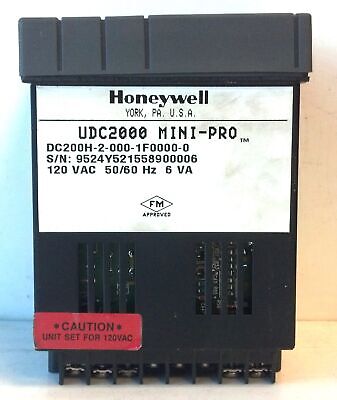 Honeywell
YORK, PA. U.S.A.
UDC2000 MINI-PRO™
DC200H-2-000-1F0000-0
S/N: 9524Y521558900006
120 VAC 50/60 Hz 6 VA
FM
APPROVED
*CAUTION*
UNIT SET FOR 120VAC